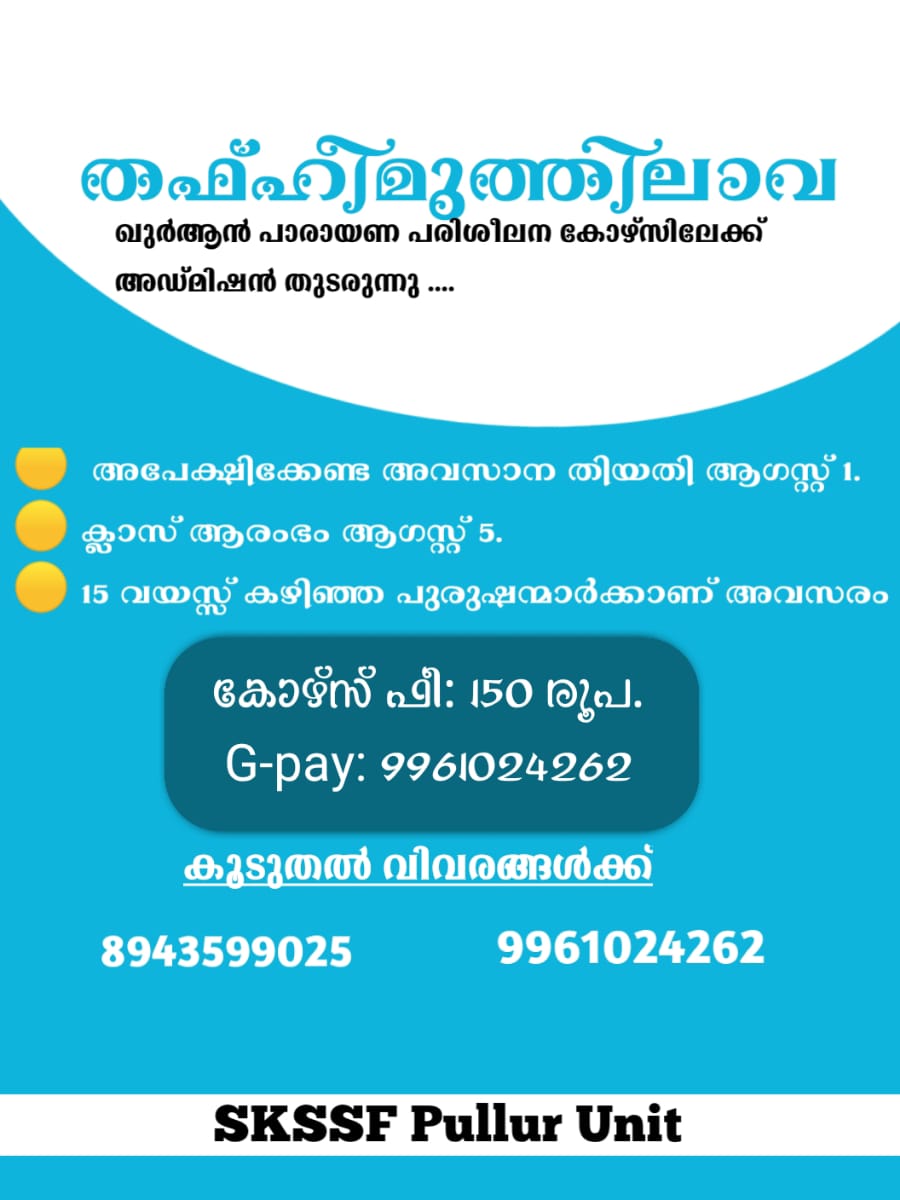 തഫ്ഹീമുത്തിലാവ
ഖുർആൻ പാരായണ പരിശീലന കോഴ്സിലേക്ക്
അഡ്മിഷൻ തുടരുന്നു ....
അപേക്ഷിക്കേണ്ട അവസാന തിയതി ആഗസ്റ്റ് 1.
ക്ലാസ് ആരംഭം ആഗസ്റ്റ് 5.
15 വയസ്സ് കഴിഞ്ഞ പുരുഷന്മാർക്കാണ് അവസരം
കോഴ്സ് ഫീ: 150 രൂപ.
G-pay: 9961024262
കൂടുതൽ വിവരങ്ങൾക്ക്
8943599025 9961024262
SKSSF Pullur Unit